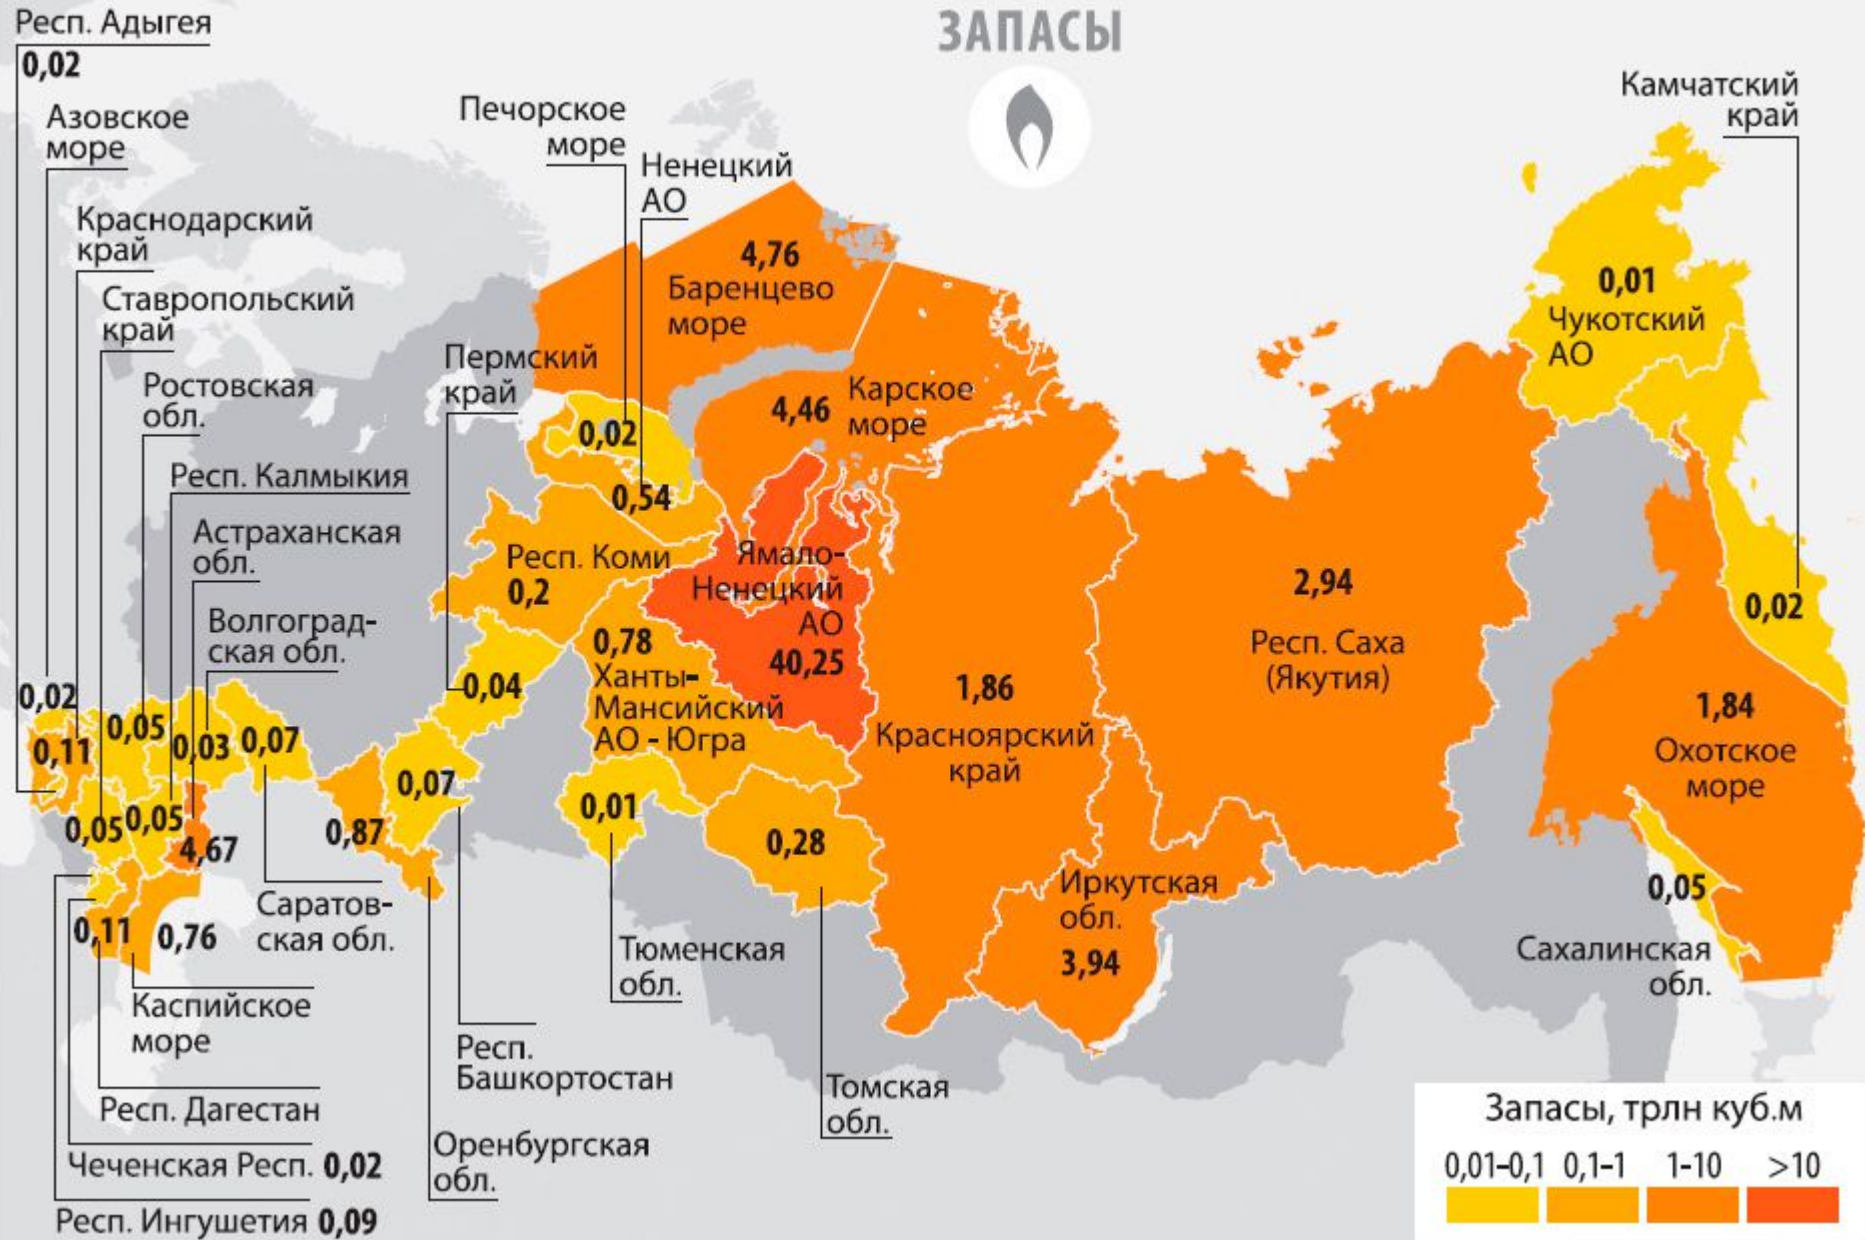 ЗАПАСЫ
Респ. Адыгея
0,02
Азовское
море
0,02
Краснодарский
край
0,11
Ставропольский
край
0,05
Ростовская
обл.
0,05
Респ. Калмыкия
0,05
Астраханская
обл.
4,67
Волгоград-
ская обл.
0,03
0,07
Саратов-
ская обл.
Печорское
море
0,02
Ненецкий
АО
0,54
Пермский
край
0,04
4,76
Баренцево
море
4,46
Карское
море
Респ. Коми
0,2
Ямало-
Ненецкий
АО
40,25
0,78
Ханты-
Мансийский
АО - Югра
1,86
Красноярский
край
2,94
Респ. Саха
(Якутия)
Камчатский
край
0,02
0,01
Чукотский
АО
1,84
Охотское
море
0,05
Сахалинская
обл.
Иркутская
обл.
3,94
0,28
Томская
обл.
0,01
Тюменская
обл.
0,07
Респ.
Башкортостан
0,87
Оренбургская
обл.
0,76
Каспийское
море
0,11
Респ. Дагестан
Чеченская Респ. 0,02
Респ. Ингушетия 0,09
Запасы, трлн куб.м
0,01–0,1 0,1–1 1-10 >10